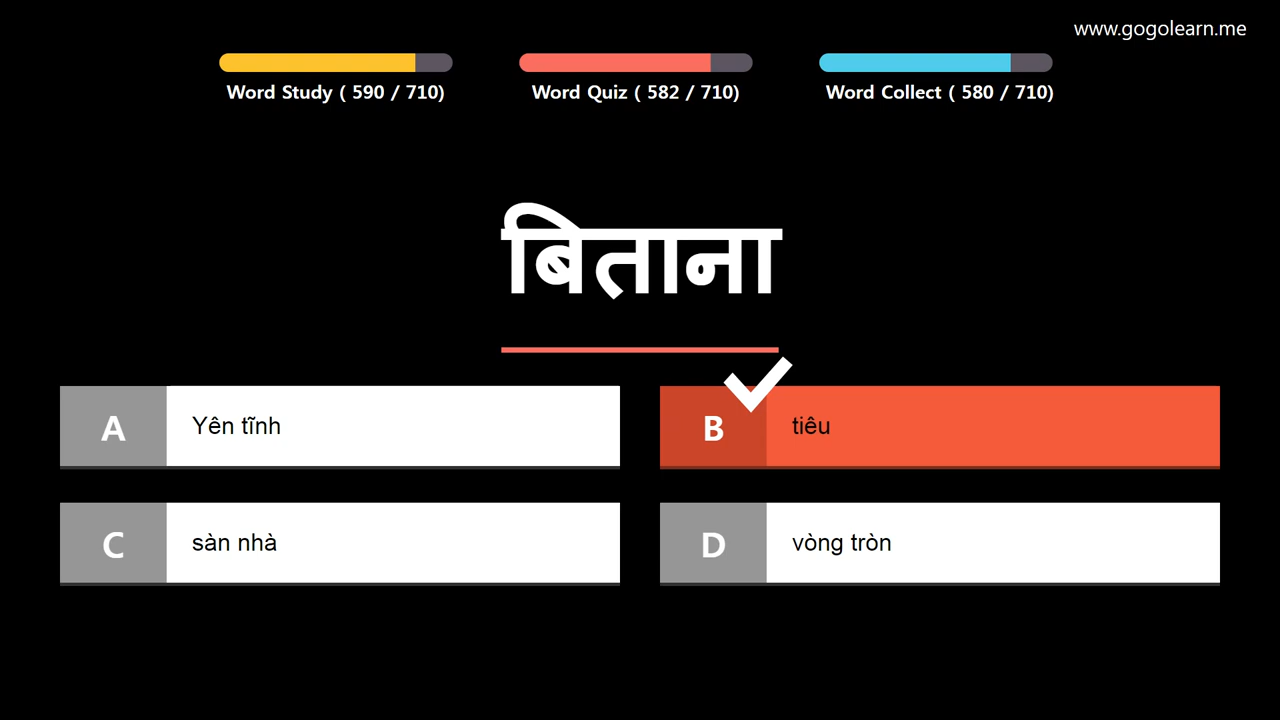 www.gogolearn.me
Word Study ( 590 / 710)
Word Quiz ( 582 / 710)
Word Collect ( 580 / 710)
बिताना
A Yên tĩnh
B tiêu
C sàn nhà
D vòng tròn